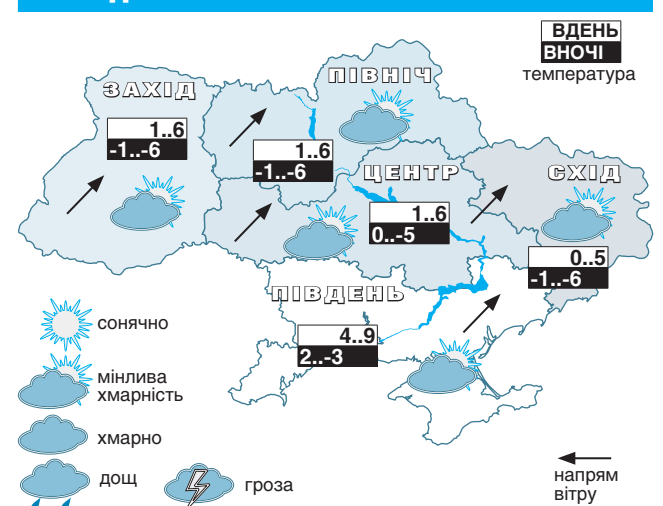 ВДЕНЬ
ВНОЧІ
температура
ПІВНІЧ
ЗАХІД
1..6
-1..-6
1..6
-1..-6
ЦЕНТР
СХІД
1..6
0..-5
0..5
-1..-6
ПІВДЕНЬ
4..9
2..-3
сонячно
мінлива
хмарність
хмарно
дощ
гроза
напрям
вітру